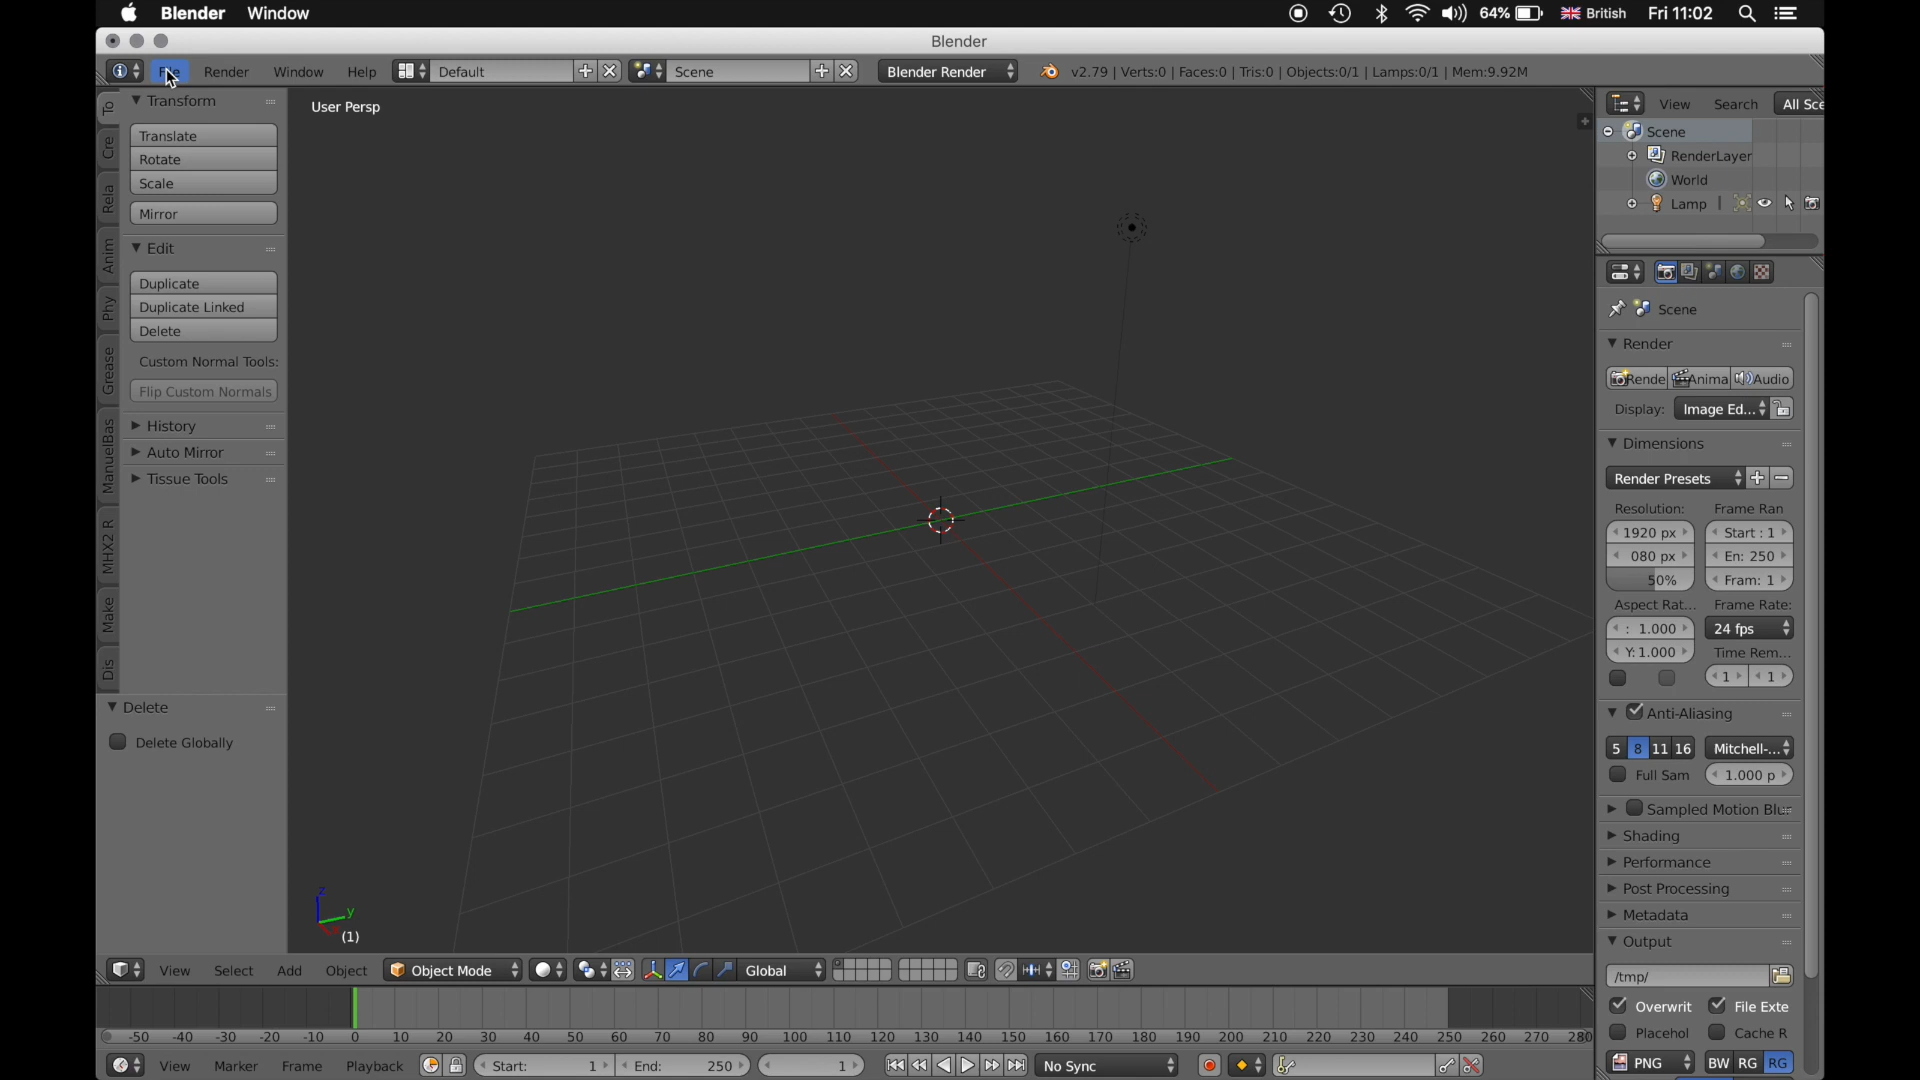 Blender Window 64% British Fri 11:02
Blender
Render Window Help Default Scene Blender Render v2.79 | Verts:0 | Faces:0 | Tris:0 | Objects:0/1 | Lamps:0/1 | Mem:9.92M
To
Cre
Rela
Anim
Phy
Grease
ManuelBas
MHX2 R
Make
Dis
Transform
Translate
Rotate
Scale
Mirror
Edit
Duplicate
Duplicate Linked
Delete
Custom Normal Tools:
Flip Custom Normals
History
Auto Mirror
Tissue Tools
Delete
Delete Globally
User Persp
z
y
(1)
View Search All Sce
Scene
RenderLayer
World
Lamp
Scene
Render
Rende Anima Audio
Display: Image Ed...
Dimensions
Render Presets
Resolution: Frame Ran
1920 px Start : 1
080 px En: 250
50% Fram: 1
Aspect Rat... Frame Rate:
: 1.000 24 fps
Y: 1.000 Time Rem...
1 1
Anti-Aliasing
5 8 11 16 Mitchell-...
Full Sam 1.000 p
Sampled Motion Blur
Shading
Performance
Post Processing
Metadata
Output
/tmp/
Overwrit File Exte
Placehol Cache R
PNG BW RG RG
View Select Add Object Object Mode Global
-50 -40 -30 -20 -10 0 10 20 30 40 50 60 70 80 90 100 110 120 130 140 150 160 170 180 190 200 210 220 230 240 250 260 270 280
View Marker Frame Playback Start: 1 End: 250 1 No Sync